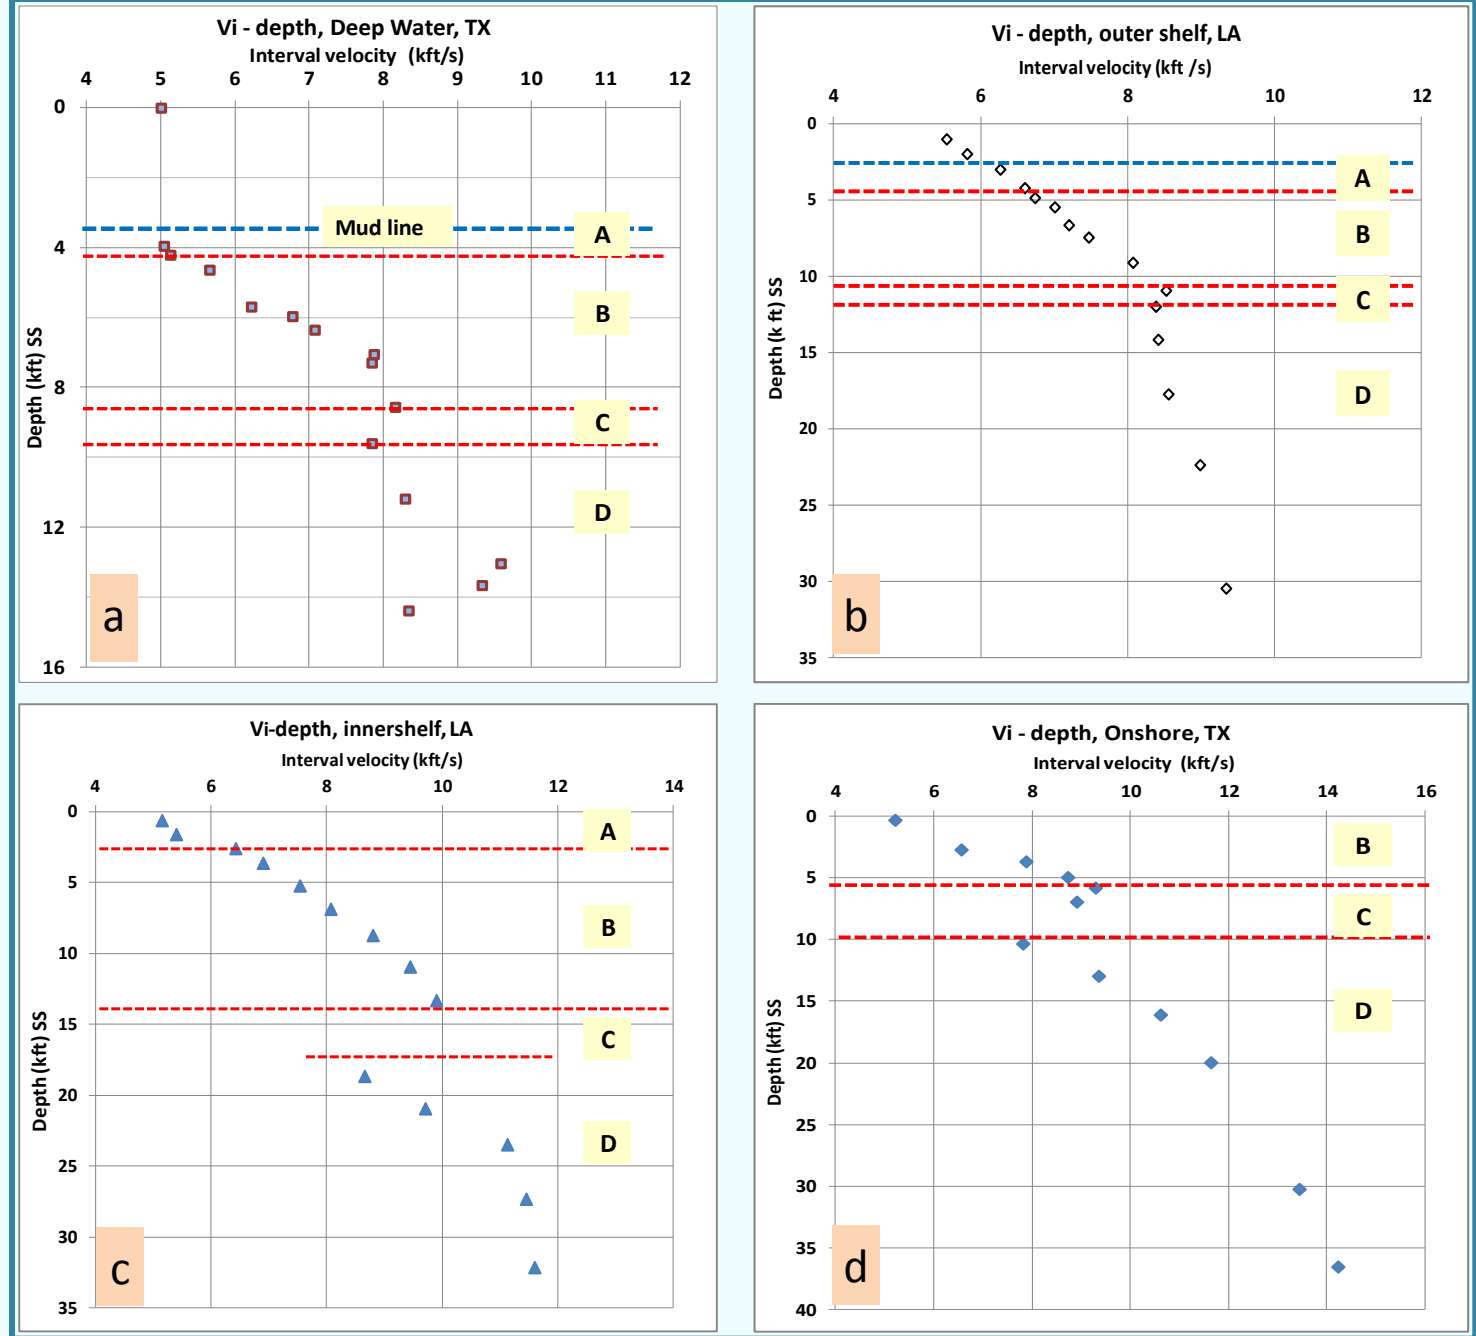 Vi - depth, Deep Water, TX
Interval velocity (kft/s)
4 5 6 7 8 9 10 11 12
0
4
8
12
16
Depth (kft) SS
Mud line
A
B
C
D
a
Vi - depth, outer shelf, LA
Interval velocity (kft /s)
4 6 8 10 12
0
5
10
15
20
25
30
35
Depth (k ft) SS
A
B
C
D
b
Vi-depth, innershelf, LA
Interval velocity (kft/s)
4 6 8 10 12 14
0
5
10
15
20
25
30
35
Depth (kft) SS
A
B
C
D
c
Vi - depth, Onshore, TX
Interval velocity (kft/s)
4 6 8 10 12 14 16
0
5
10
15
20
25
30
35
40
Depth (kft) SS
B
C
D
d